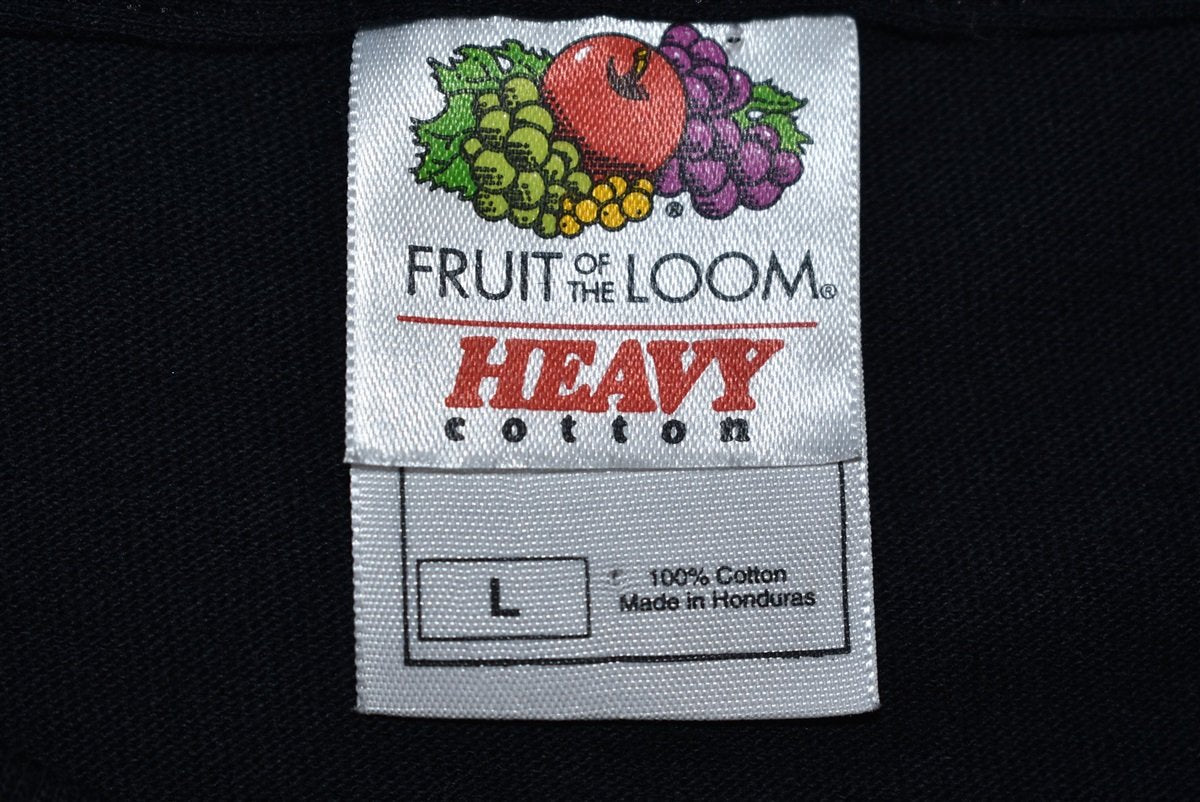 ®
FRUIT OF THE LOOM®
HEAVY
cotton
L
100% Cotton
Made in Honduras